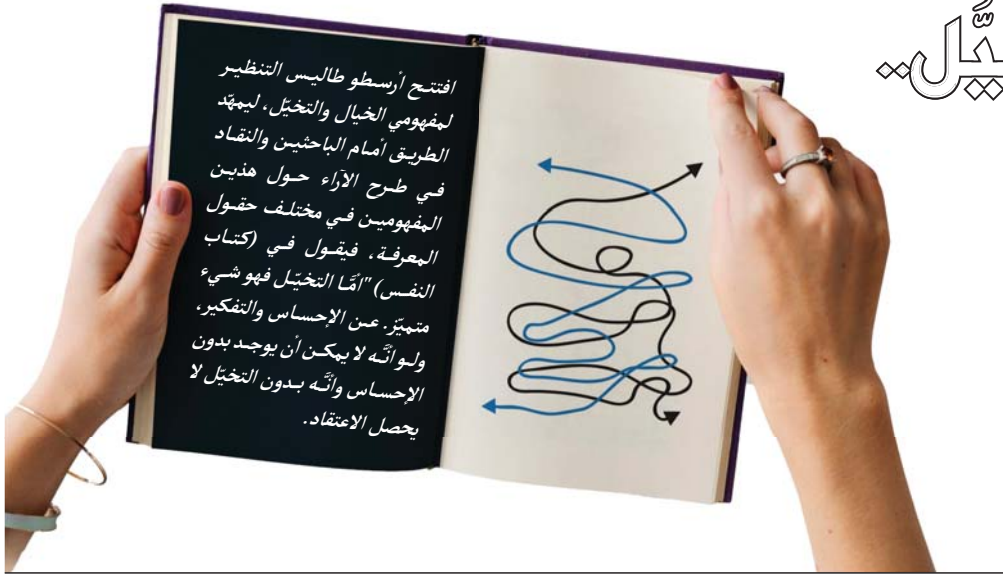 افتتح أرسطو طاليس التنظير
لمفهومي الخيال والتخيّل، ليمهّد
الطريق أمام الباحثين والنقاد
في طرح الآراء حول هذين
المفهومين في مختلف حقول
المعرفة، فيقول في (كتاب
النفس) "أمَّا التخيّل فهو شيء
متميّز. عن الإحساس والتفكير،
ولو أنَّه لا يمكن أن يوجد بدون
الإحساس وأنَّه بدون التخيّل لا
يحصل الاعتقاد.